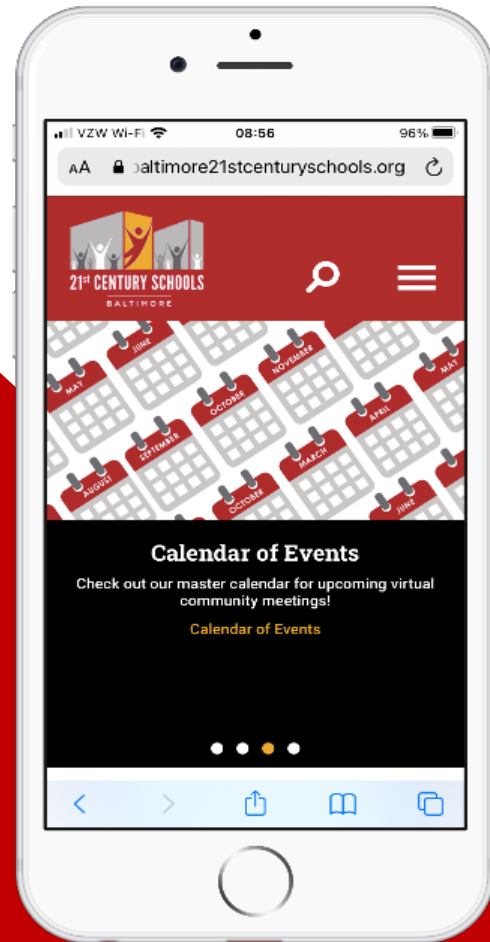 VZW Wi-Fi 08:56 96%
AA baltimore21stcenturyschools.org
21st CENTURY SCHOOLS
BALTIMORE
MAY
JUNE
OCTOBER
NOVEMBER
MAY
AUGUST
SEPTEMBER
OCTOBER
MARCH
APRIL
JUNE
Calendar of Events
Check out our master calendar for upcoming virtual
community meetings!
Calendar of Events